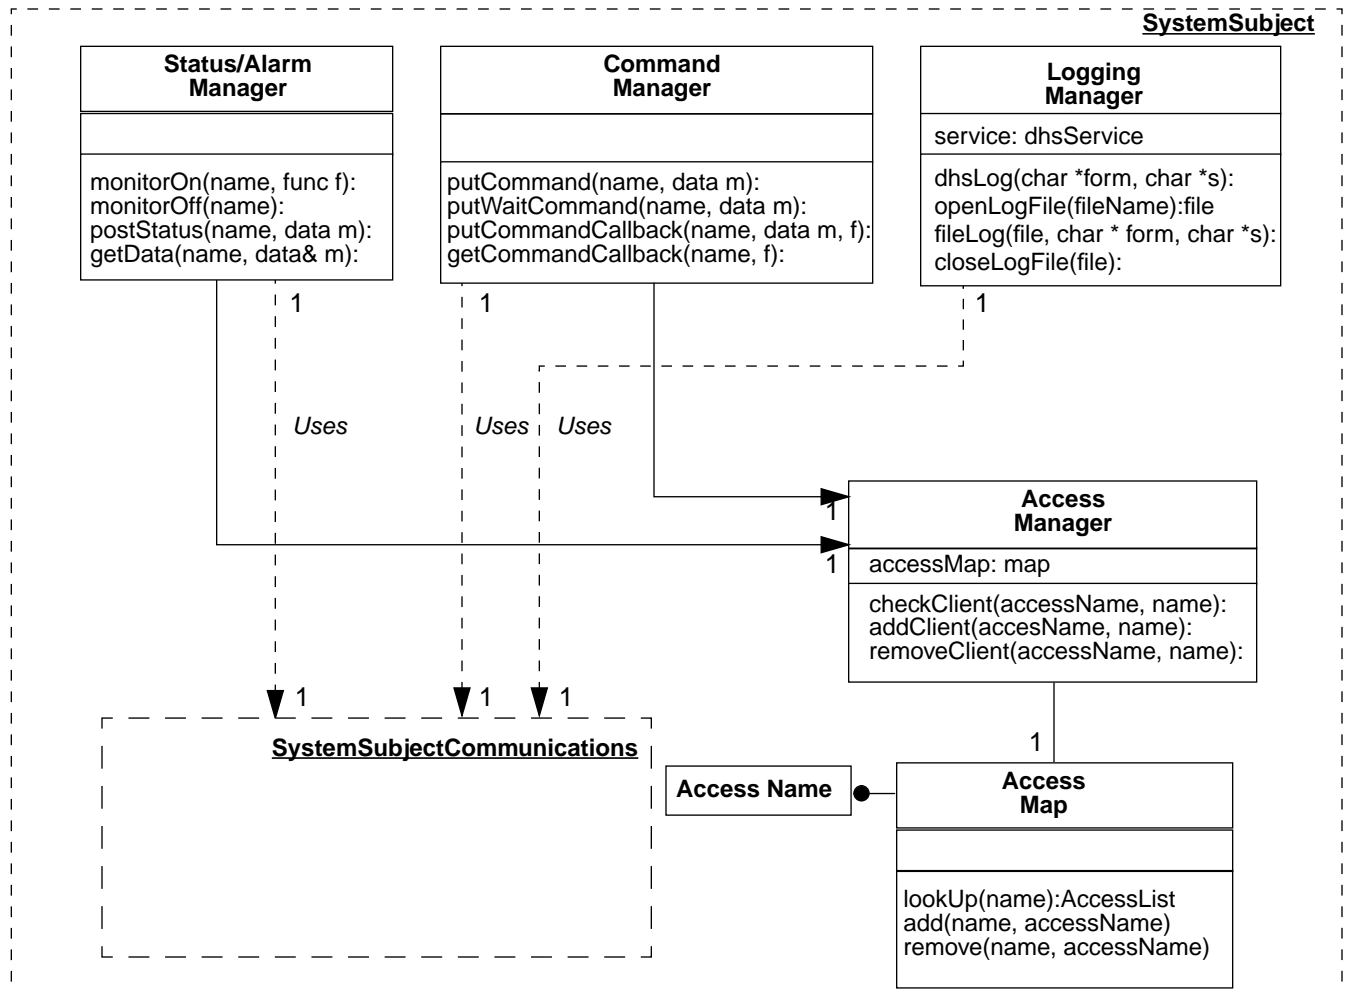 SystemSubject
Status/Alarm
Manager
monitorOn(name, func f):
monitorOff(name):
postStatus(name, data m):
getData(name, data& m):
Command
Manager
putCommand(name, data m):
putWaitCommand(name, data m):
putCommandCallback(name, data m, f):
getCommandCallback(name, f):
Logging
Manager
service: dhsService
dhsLog(char *form, char *s):
openLogFile(fileName):file
fileLog(file, char * form, char *s):
closeLogFile(file):
1
1
1
Uses
Uses
Uses
1
1
Access
Manager
accessMap: map
checkClient(accessName, name):
addClient(accesName, name):
removeClient(accessName, name):
1
1
1
SystemSubjectCommunications
1
Access Name
Access
Map
lookUp(name):AccessList
add(name, accessName)
remove(name, accessName)